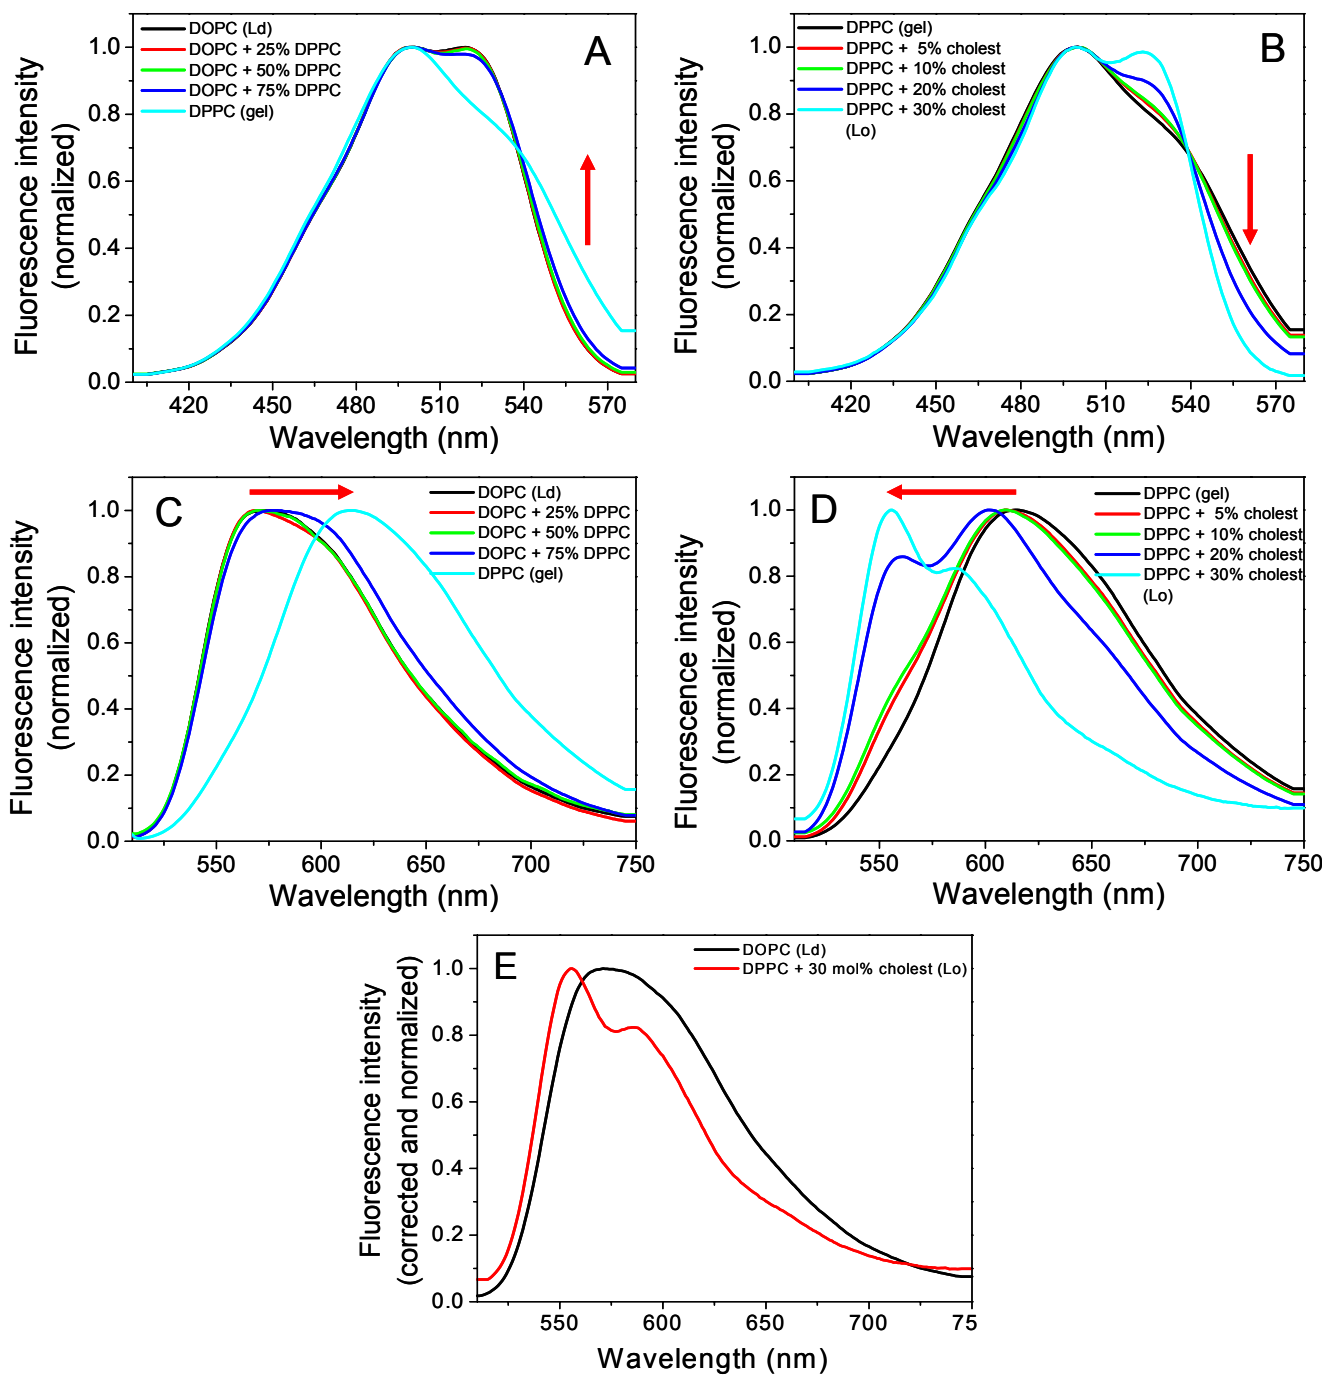 A
DOPC (Ld)
DOPC + 25% DPPC
DOPC + 50% DPPC
DOPC + 75% DPPC
DPPC (gel)
Fluorescence intensity
(normalized)
1.0
0.8
0.6
0.4
0.2
0.0
420 450 480 510 540 570
Wavelength (nm)
B
DPPC (gel)
DPPC + 5% cholest
DPPC + 10% cholest
DPPC + 20% cholest
DPPC + 30% cholest
(Lo)
Fluorescence intensity
(normalized)
1.0
0.8
0.6
0.4
0.2
0.0
420 450 480 510 540 570
Wavelength (nm)
C
DOPC (Ld)
DOPC + 25% DPPC
DOPC + 50% DPPC
DOPC + 75% DPPC
DPPC (gel)
Fluorescence intensity
(normalized)
1.0
0.8
0.6
0.4
0.2
0.0
550 600 650 700 750
Wavelength (nm)
D
DPPC (gel)
DPPC + 5% cholest
DPPC + 10% cholest
DPPC + 20% cholest
DPPC + 30% cholest
(Lo)
Fluorescence intensity
(normalized)
1.0
0.8
0.6
0.4
0.2
0.0
550 600 650 700 750
Wavelength (nm)
E
DOPC (Ld)
DPPC + 30 mol% cholest (Lo)
Fluorescence intensity
(corrected and normalized)
1.0
0.8
0.6
0.4
0.2
0.0
550 600 650 700 75
Wavelength (nm)